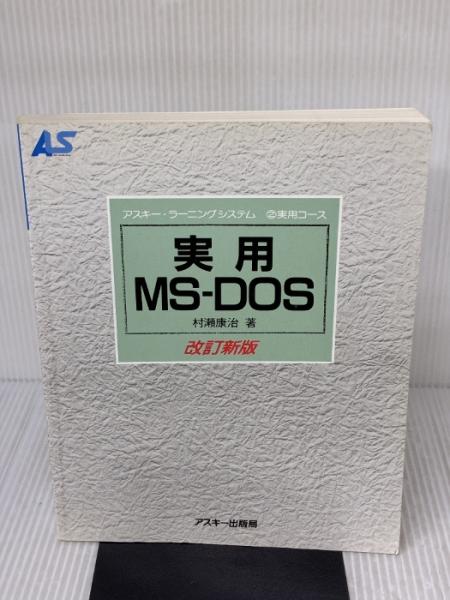 ALS
アスキー・ラーニングシステム ②実用コース
実用
MS-DOS
村瀬康治 著
改訂新版
アスキー出版局